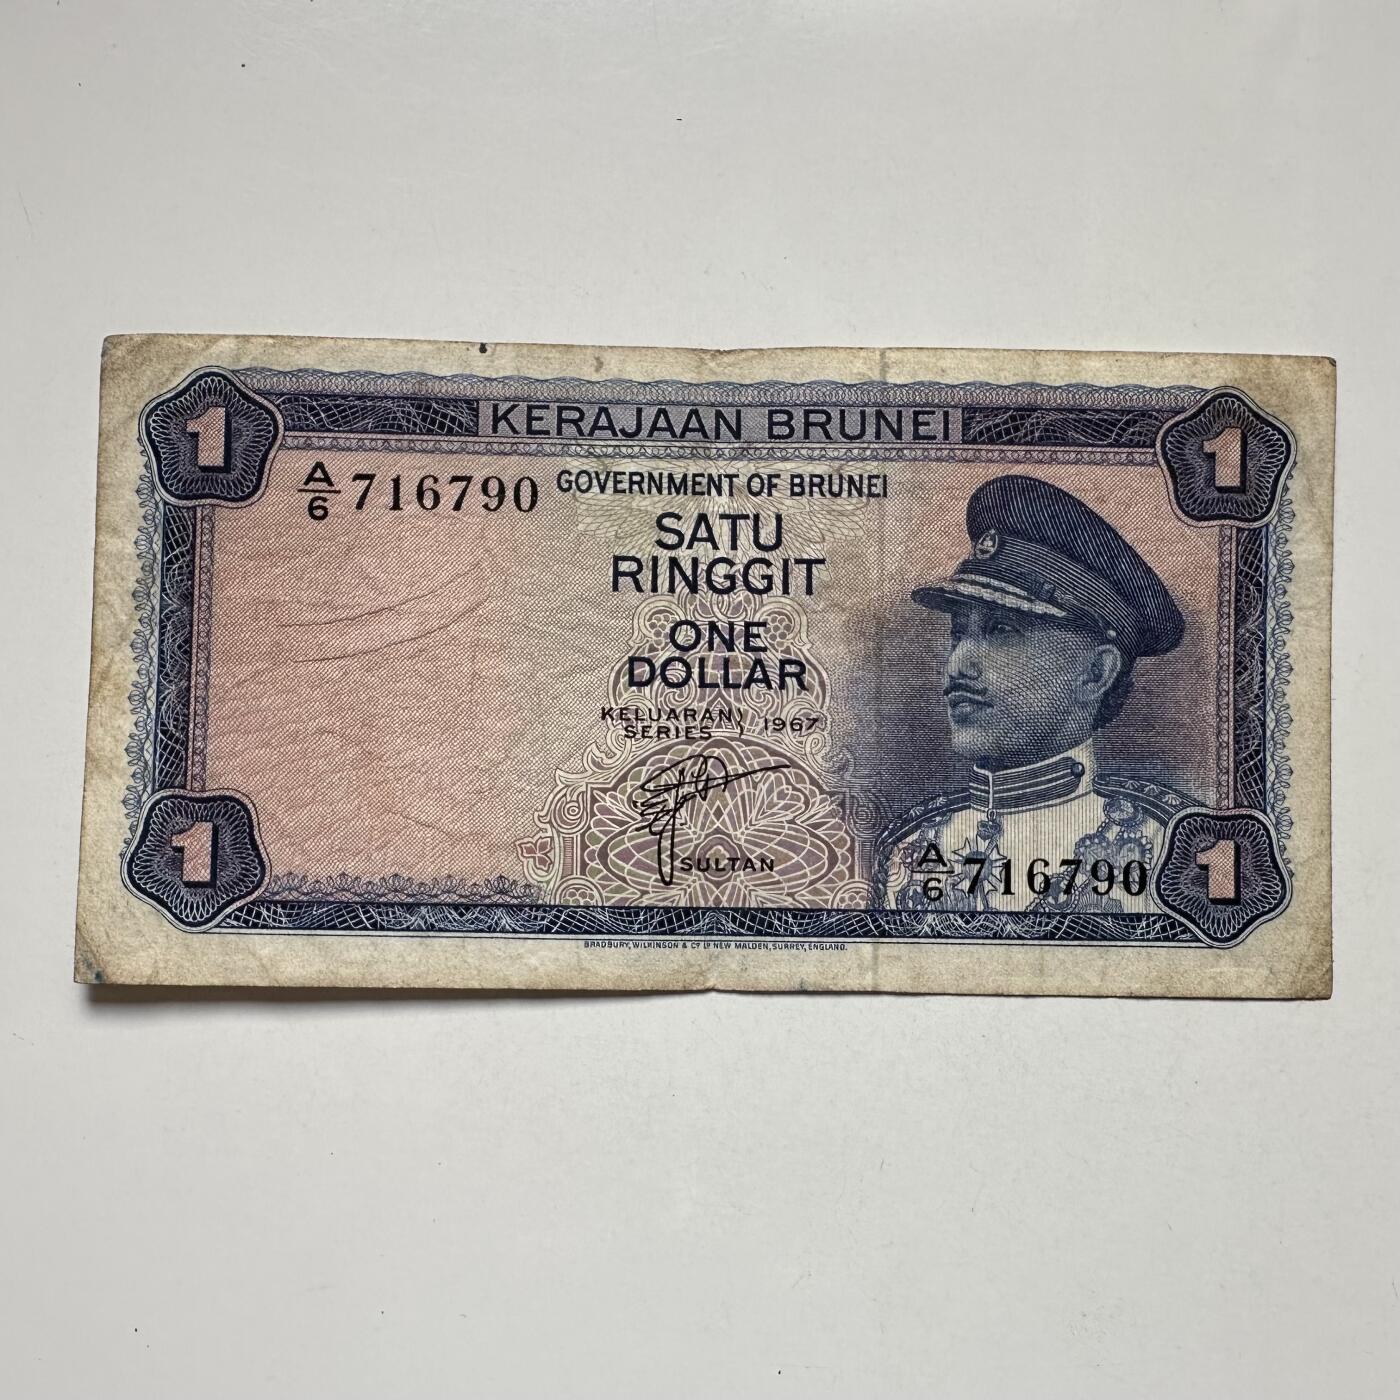 1
1
KERAJAAN BRUNEI
A/6 716790
GOVERNMENT OF BRUNEI
SATU
RINGGIT
ONE
DOLLAR
KELUARAN
SERIES } 1967
SULTAN
A/6 716790
1
1
BRADBURY, WILKINSON & Cº Lᴰ NEW MALDEN, SURREY, ENGLAND.